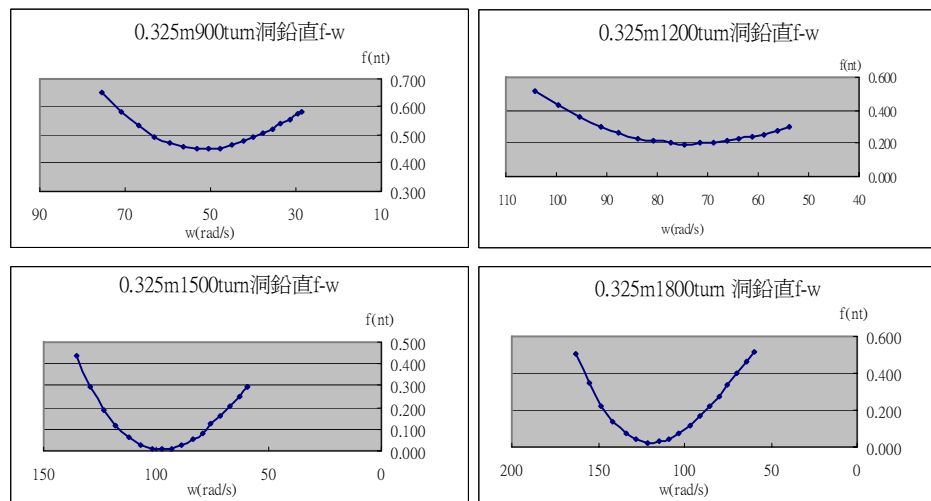 0.325m900turn洞鉛直f-w
f(nt)
0.700
0.600
0.500
0.400
0.300
90 70 50 30 10
w(rad/s)
0.325m1200turn洞鉛直f-w
f(nt)
0.600
0.400
0.200
0.000
110 100 90 80 70 60 50 40
w(rad/s)
0.325m1500turn洞鉛直f-w
f(nt)
0.500
0.400
0.300
0.200
0.100
0.000
150 100 50 0
w(rad/s)
0.325m1800turn 洞鉛直f-w
f(nt)
0.600
0.400
0.200
0.000
200 150 100 50 0
w(rad/s)